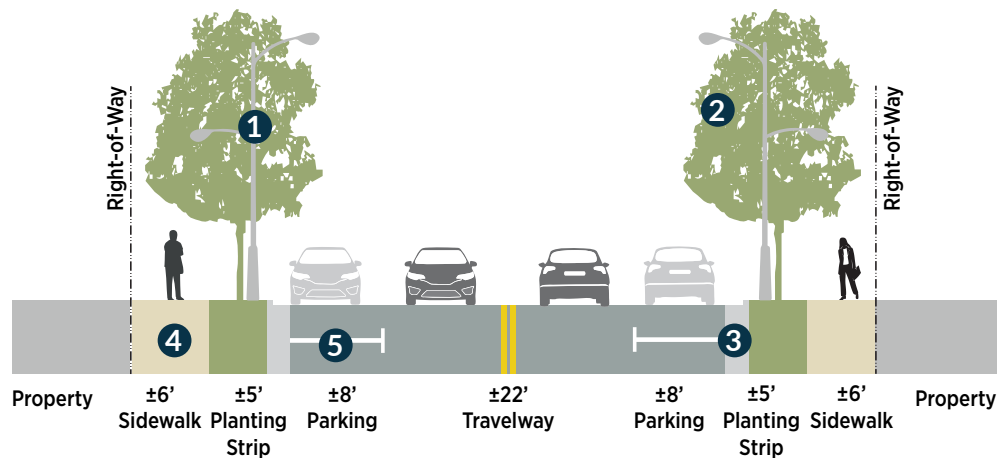 Right-of-Way
Right-of-Way
1
2
4
5
3
±6’ ±5’ ±8’ ±22’ ±8’ ±5’ ±6’
Property Sidewalk Planting Strip Parking Travelway Parking Planting Strip Sidewalk Property